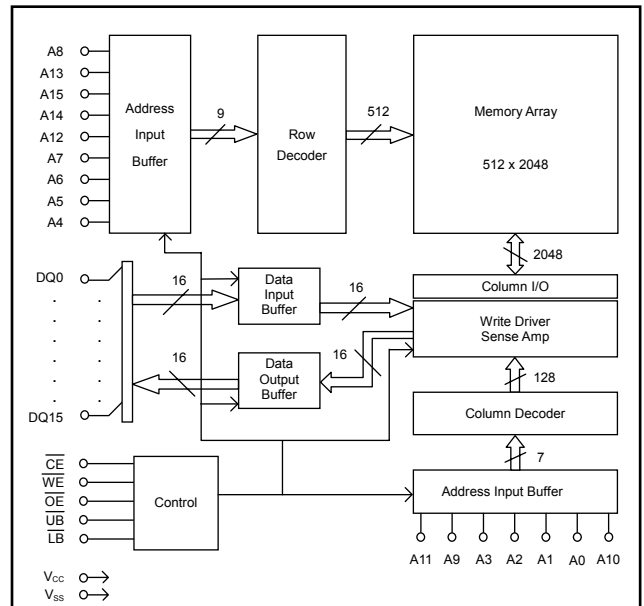 A8
A13
A15
A14
A12
A7
A6
A5
A4
Address
Input
Buffer
9
Row
Decoder
512
Memory Array
512 x 2048
2048
Column I/O
Write Driver
Sense Amp
128
Column Decoder
7
Address Input Buffer
A11 A9 A3 A2 A1 A0 A10
DQ0
DQ15
16
Data
Input
Buffer
16
16
Data
Output
Buffer
16
CE
WE
OE
UB
LB
Control
VCC
VSS